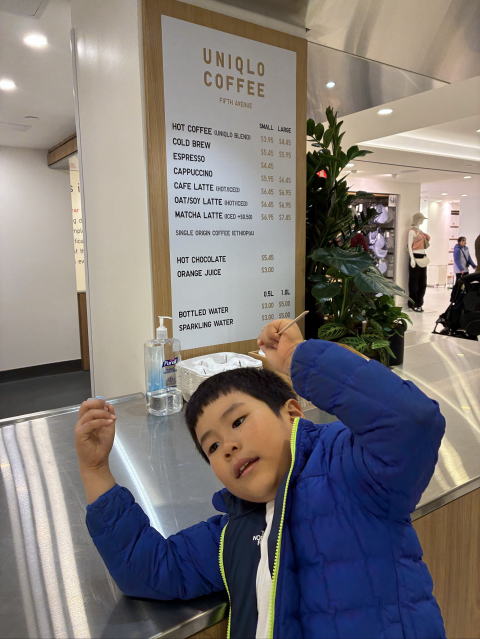 UNIQLO
COFFEE
FIFTH AVENUE
SMALL LARGE
HOT COFFEE (UNIQLO BLEND) $3.95 $4.45
COLD BREW $5.45 $5.95
ESPRESSO $4.45
CAPPUCCINO $5.95 $6.45
CAFE LATTE (HOT/ICED) $6.45 $6.95
OAT/SOY LATTE (HOT/ICED) $6.45 $6.95
MATCHA LATTE (ICED +$0.50) $6.95 $7.45
SINGLE ORIGIN COFFEE (ETHIOPIA)
HOT CHOCOLATE $5.45
ORANGE JUICE $3.00
0.5L 1.0L
BOTTLED WATER $3.00 $5.00
SPARKLING WATER $3.00 $5.00
PURELL